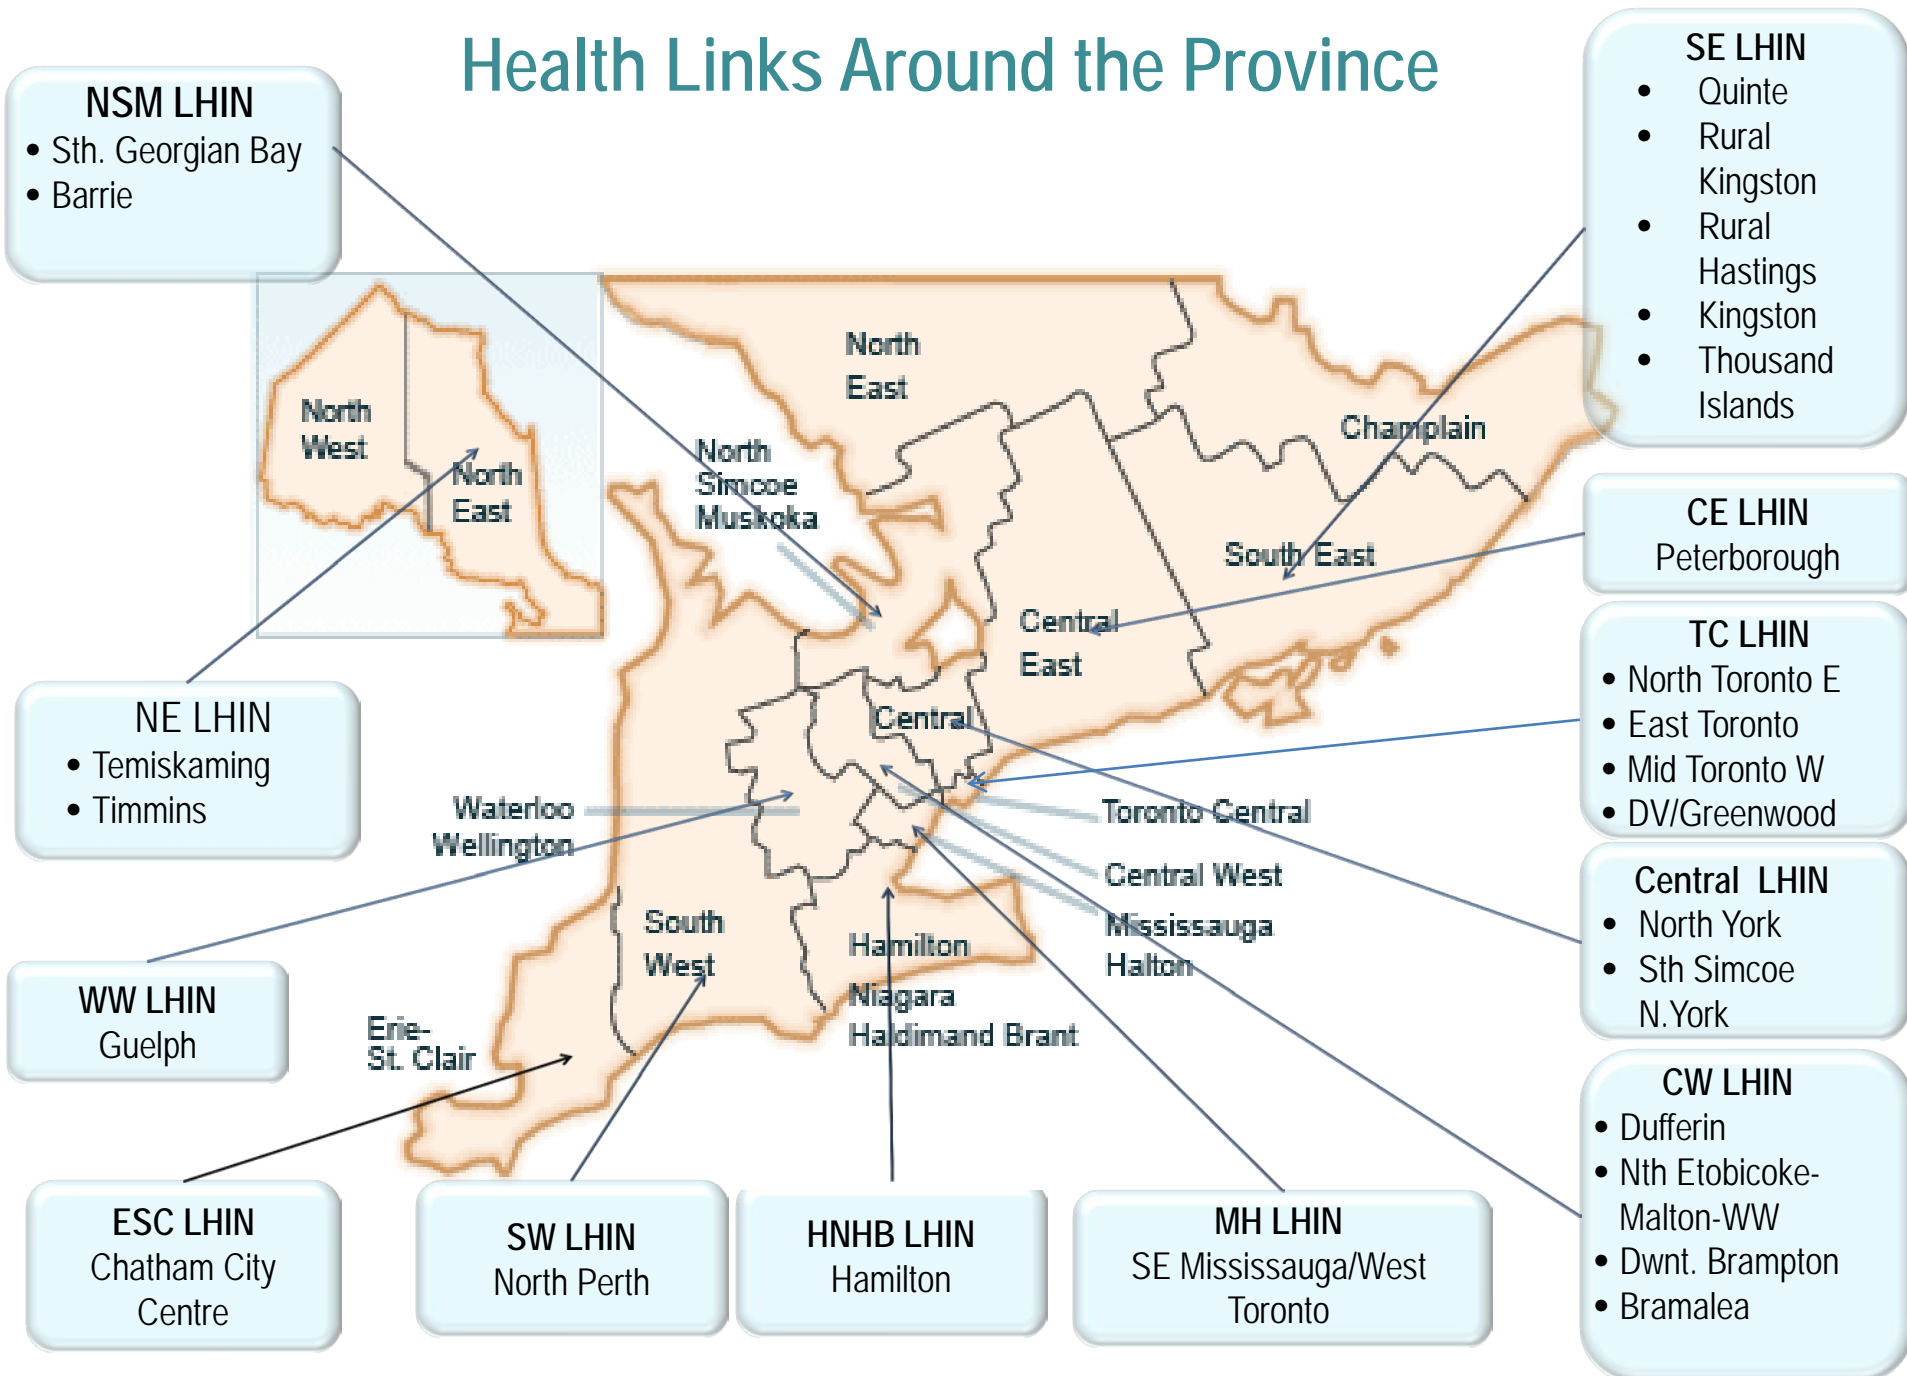 Health Links Around the Province
NSM LHIN
• Sth. Georgian Bay
• Barrie
SE LHIN
• Quinte
• Rural
Kingston
• Rural
Hastings
• Kingston
• Thousand
Islands
CE LHIN
Peterborough
TC LHIN
• North Toronto E
• East Toronto
• Mid Toronto W
• DV/Greenwood
Central LHIN
• North York
• Sth Simcoe
N.York
CW LHIN
• Dufferin
• Nth Etobicoke-
Malton-WW
• Dwnt. Brampton
• Bramalea
NE LHIN
• Temiskaming
• Timmins
WW LHIN
Guelph
ESC LHIN
Chatham City
Centre
SW LHIN
North Perth
HNHB LHIN
Hamilton
MH LHIN
SE Mississauga/West
Toronto
North
West
North
East
North
East
North
Simcoe
Muskoka
Champlain
South East
Central
East
Central
Waterloo
Wellington
Toronto Central
Central West
Mississauga
Halton
South
West
Hamilton
Niagara
Haldimand Brant
Erie-
St. Clair